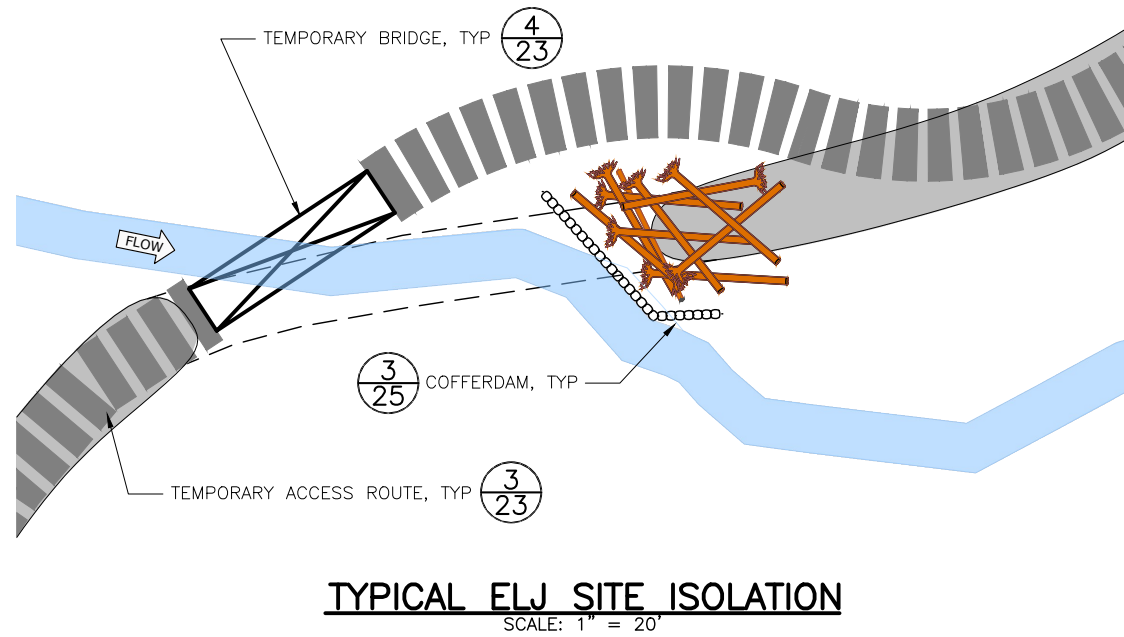 TEMPORARY BRIDGE, TYP
4
23
FLOW
3
25
COFFERDAM, TYP
TEMPORARY ACCESS ROUTE, TYP
3
23
TYPICAL ELJ SITE ISOLATION
SCALE: 1" = 20'